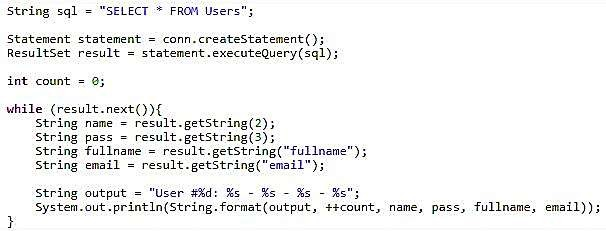 String sql = "SELECT * FROM Users";
Statement statement = conn.createStatement();
ResultSet result = statement.executeQuery(sql);
int count = 0;
while (result.next()){
String name = result.getString(2);
String pass = result.getString(3);
String fullname = result.getString("fullname");
String email = result.getString("email");
String output = "User #%d: %s - %s - %s - %s";
System.out.println(String.format(output, ++count, name, pass, fullname, email));
}